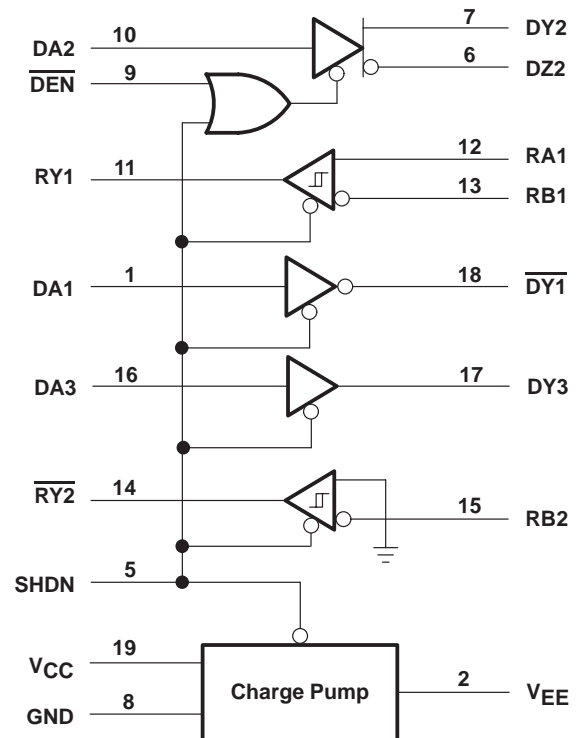 DA2 10 7 DY2
DEN 9 6 DZ2
RY1 11 12 RA1
13 RB1
DA1 1 18 DY1
DA3 16 17 DY3
RY2 14 15 RB2
SHDN 5
VCC 19
Charge Pump 2 VEE
GND 8